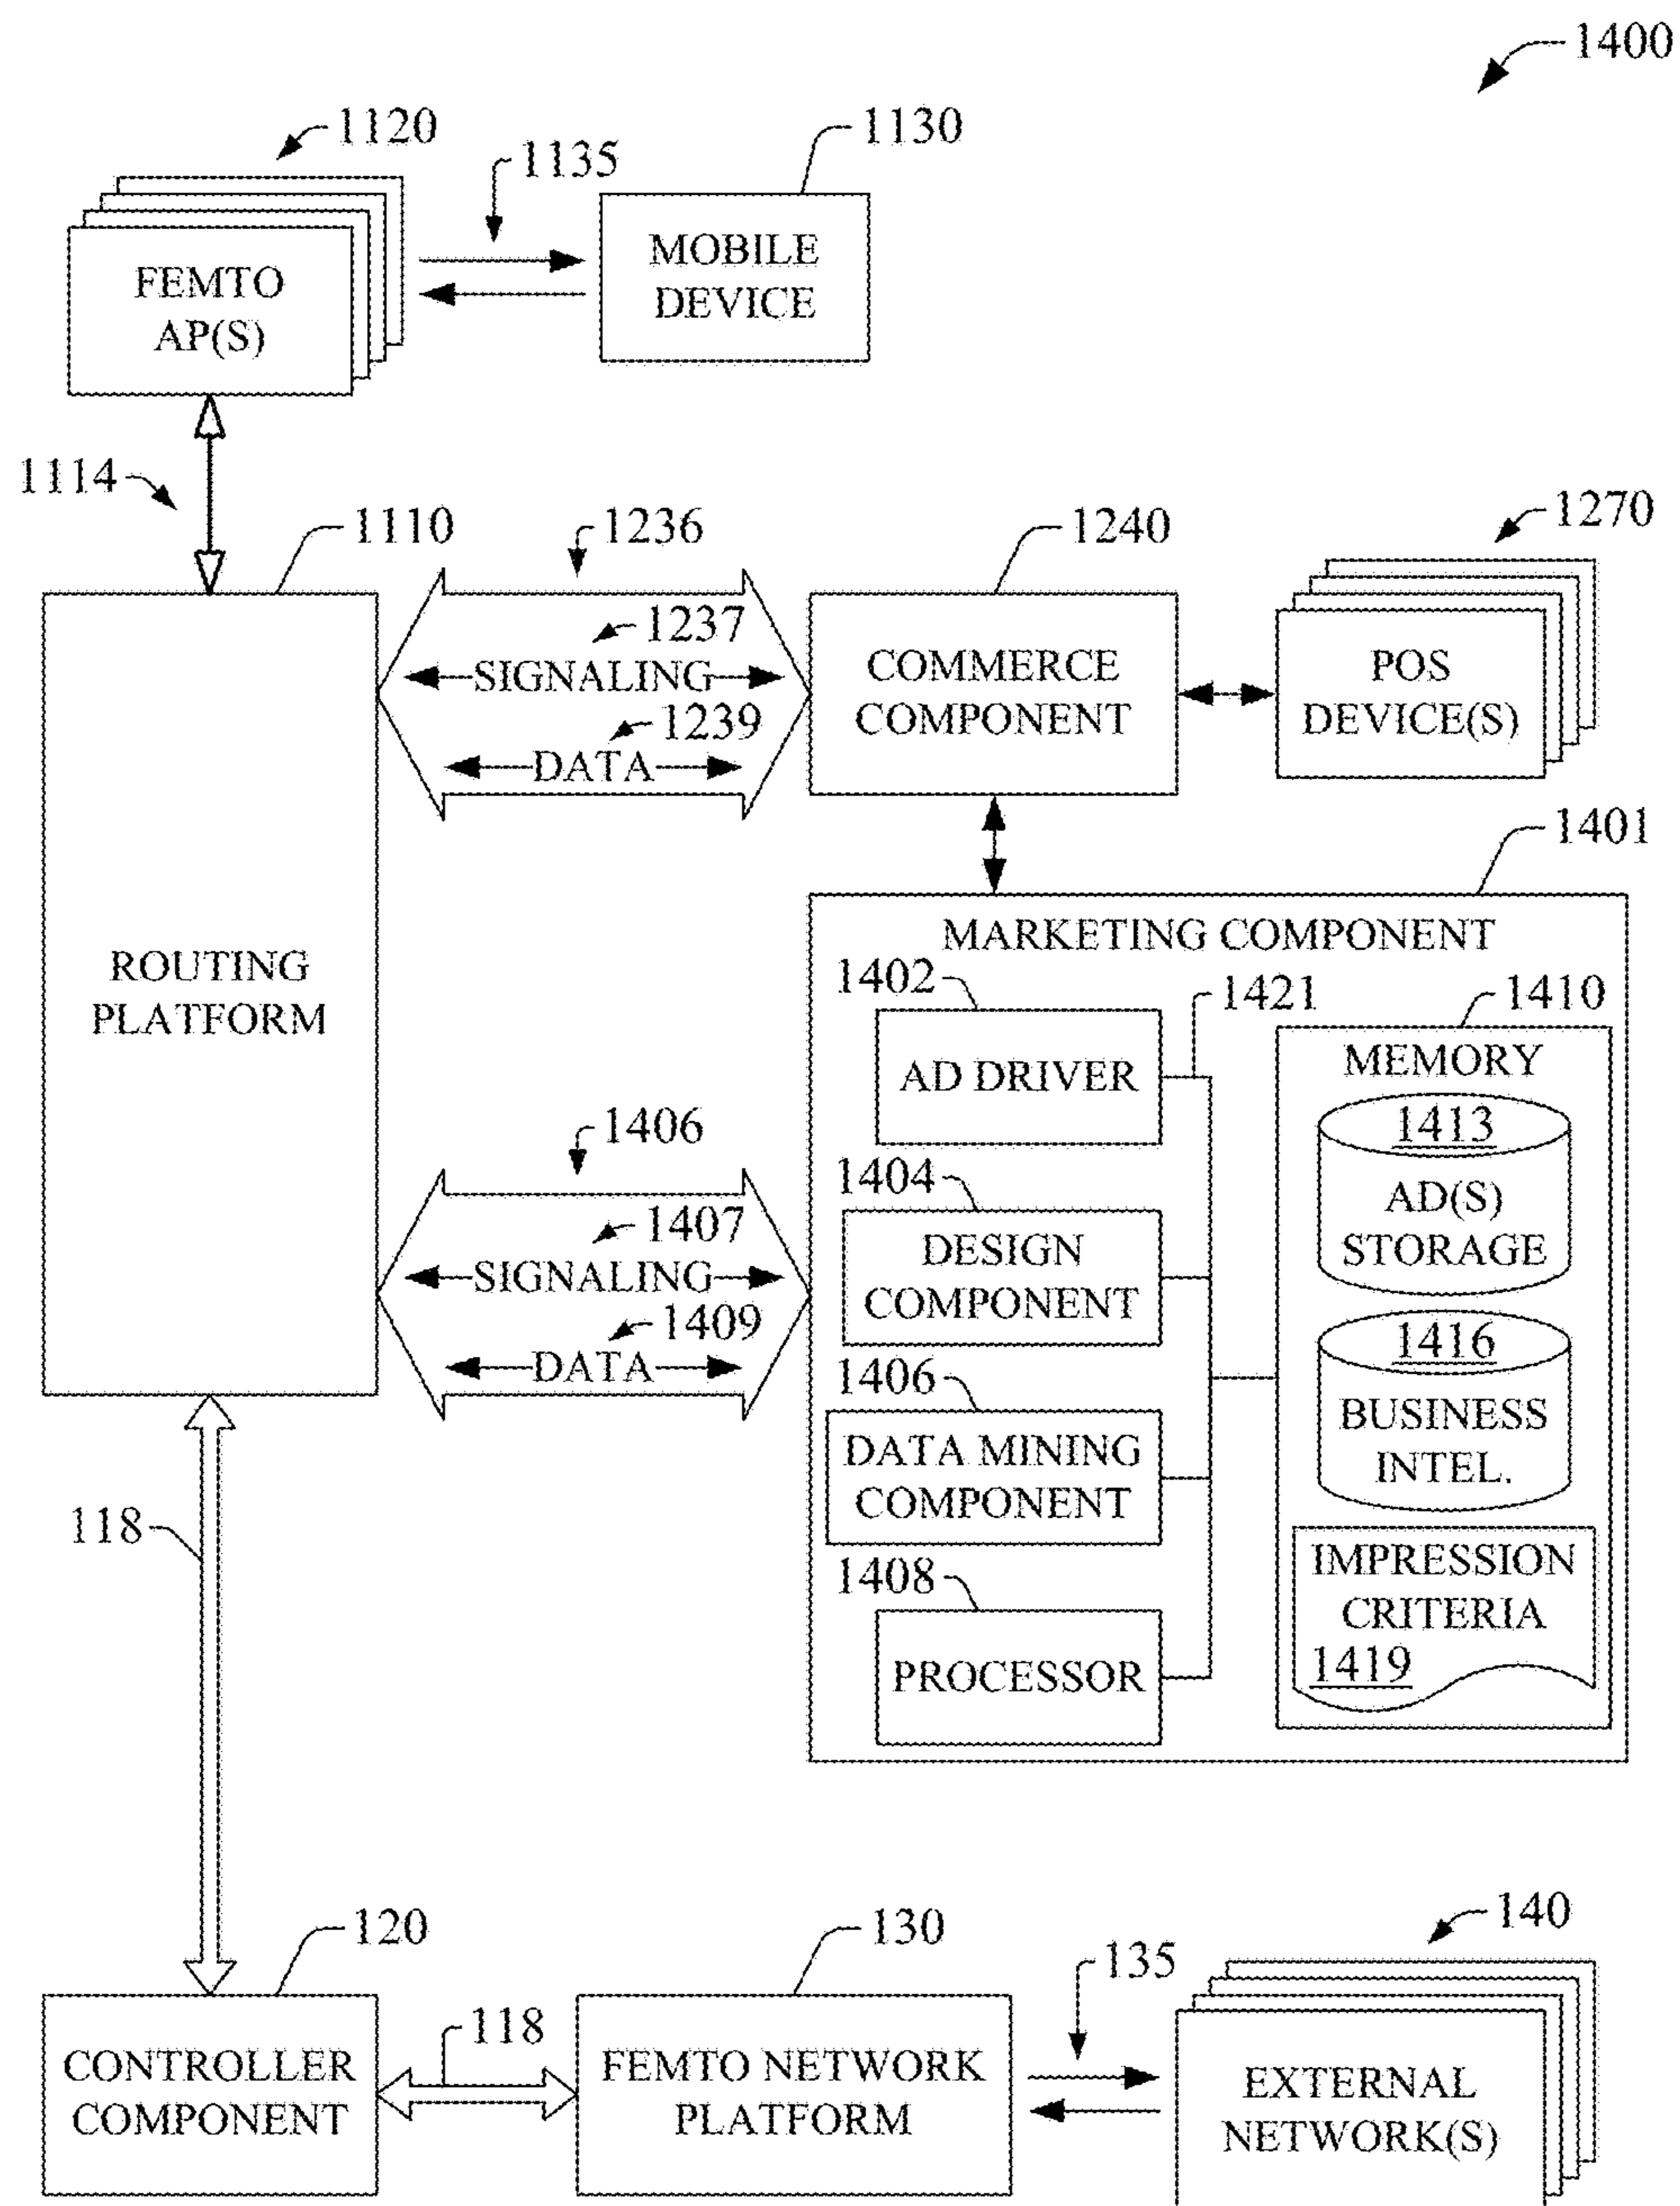 1400
1120
1135
1130
FEMTO
AP(S)
MOBILE
DEVICE
1114
1110
1236
1240
1270
1237
SIGNALING
1239
DATA
COMMERCE
COMPONENT
POS
DEVICE(S)
1401
ROUTING
PLATFORM
MARKETING COMPONENT
1402
1421
1410
AD DRIVER
MEMORY
1413
AD(S)
STORAGE
1406
1407
SIGNALING
1409
DATA
1404
DESIGN
COMPONENT
1416
BUSINESS
INTEL.
1406
DATA MINING
COMPONENT
118
1408
PROCESSOR
IMPRESSION
CRITERIA
1419
120
130
135
140
CONTROLLER
COMPONENT
118
FEMTO NETWORK
PLATFORM
EXTERNAL
NETWORK(S)